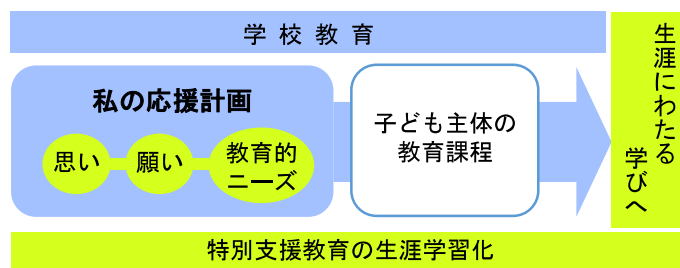 学校教育
私の応援計画
思い
願い
教育的
ニーズ
子ども主体の
教育課程
生涯にわたる
学びへ
特別支援教育の生涯学習化